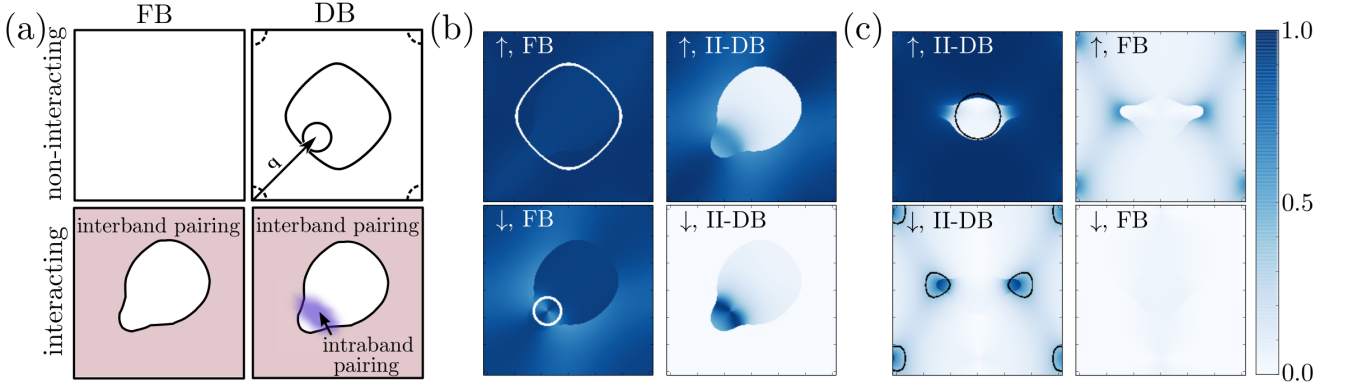 (a)
FB
DB
non-interacting
q
interacting
interband pairing
interband pairing
intraband
pairing
(b)
↑, FB
↑, II-DB
↓, FB
↓, II-DB
(c)
↑, II-DB
↑, FB
↓, II-DB
↓, FB
1.0
0.5
0.0